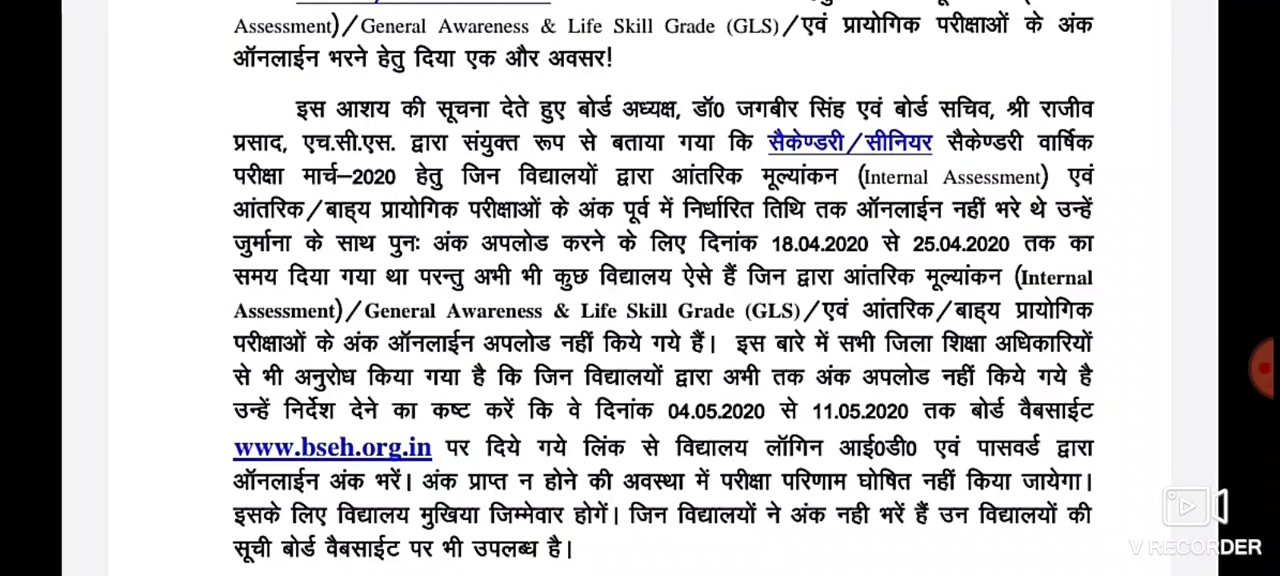 Assessment)/General Awareness & Life Skill Grade (GLS)/एवं प्रायोगिक परीक्षाओं के अंक
ऑनलाईन भरने हेतु दिया एक और अवसर!
इस आशय की सूचना देते हुए बोर्ड अध्यक्ष, डॉ0 जगबीर सिंह एवं बोर्ड सचिव, श्री राजीव
प्रसाद, एच.सी.एस. द्वारा संयुक्त रूप से बताया गया कि सैकेण्डरी/सीनियर सैकेण्डरी वार्षिक
परीक्षा मार्च–2020 हेतु जिन विद्यालयों द्वारा आंतरिक मूल्यांकन (Internal Assessment) एवं
आंतरिक/बाह्य प्रायोगिक परीक्षाओं के अंक पूर्व में निर्धारित तिथि तक ऑनलाईन नहीं भरे थे उन्हें
जुर्माना के साथ पुनः अंक अपलोड करने के लिए दिनांक 18.04.2020 से 25.04.2020 तक का
समय दिया गया था परन्तु अभी भी कुछ विद्यालय ऐसे हैं जिन द्वारा आंतरिक मूल्यांकन (Internal
Assessment)/General Awareness & Life Skill Grade (GLS)/एवं आंतरिक/बाह्य प्रायोगिक
परीक्षाओं के अंक ऑनलाईन अपलोड नहीं किये गये हैं। इस बारे में सभी जिला शिक्षा अधिकारियों
से भी अनुरोध किया गया है कि जिन विद्यालयों द्वारा अभी तक अंक अपलोड नहीं किये गये है
उन्हें निर्देश देने का कष्ट करें कि वे दिनांक 04.05.2020 से 11.05.2020 तक बोर्ड वैबसाईट
www.bseh.org.in पर दिये गये लिंक से विद्यालय लॉगिन आई0डी0 एवं पासवर्ड द्वारा
ऑनलाईन अंक भरें। अंक प्राप्त न होने की अवस्था में परीक्षा परिणाम घोषित नहीं किया जायेगा।
इसके लिए विद्यालय मुखिया जिम्मेवार होगें। जिन विद्यालयों ने अंक नही भरें हैं उन विद्यालयों की
सूची बोर्ड वैबसाईट पर भी उपलब्ध है।
V RECORDER